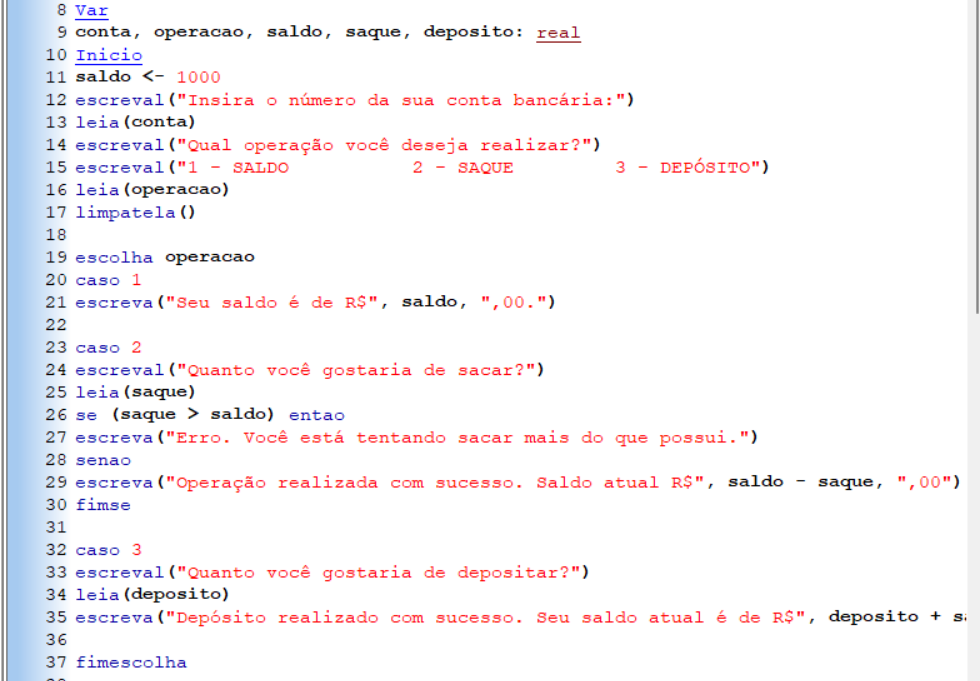 8 Var
9 conta, operacao, saldo, saque, deposito: real
10 Inicio
11 saldo <- 1000
12 escreval("Insira o número da sua conta bancária:")
13 leia(conta)
14 escreval("Qual operação você deseja realizar?")
15 escreval("1 - SALDO           2 - SAQUE         3 - DEPÓSITO")
16 leia(operacao)
17 limpatela()
18
19 escolha operacao
20 caso 1
21 escreva("Seu saldo é de R$", saldo, ",00.")
22
23 caso 2
24 escreval("Quanto você gostaria de sacar?")
25 leia(saque)
26 se (saque > saldo) entao
27 escreva("Erro. Você está tentando sacar mais do que possui.")
28 senao
29 escreva("Operação realizada com sucesso. Saldo atual R$", saldo - saque, ",00")
30 fimse
31
32 caso 3
33 escreval("Quanto você gostaria de depositar?")
34 leia(deposito)
35 escreva("Depósito realizado com sucesso. Seu saldo atual é de R$", deposito +
36
37 fimescolha